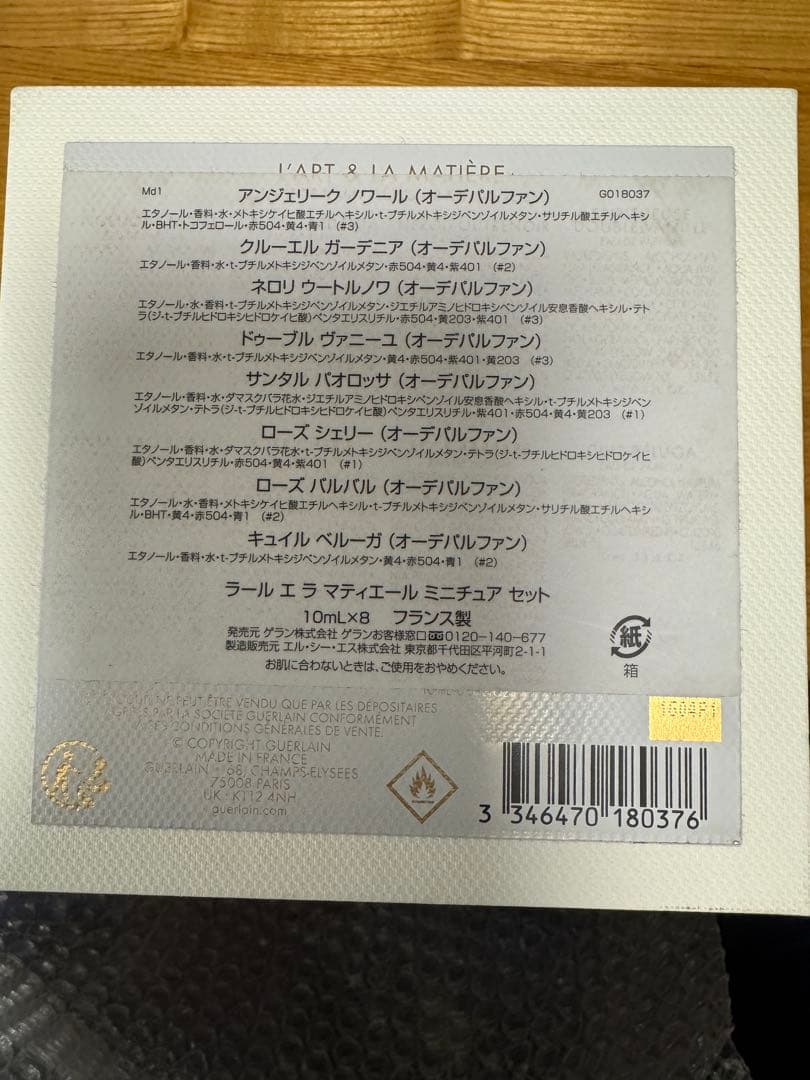 L'ART & LA MATIÈRE
Md1
アンジェリーク ノワール (オーデパルファン)
G018037
エタノール・香料・水・メトキシケイヒ酸エチルヘキシル・t-ブチルメトキシジベンゾイルメタン・サリチル酸エチルヘキシ
ル・BHT・トコフェロール・赤504・黄4・青1 (#3)
クルーエル ガーデニア (オーデパルファン)
エタノール・香料・水・t-ブチルメトキシジベンゾイルメタン・赤504・黄4・紫401 (#2)
ネロリ ウートルノワ (オーデパルファン)
エタノール・水・香料・t-ブチルメトキシジベンゾイルメタン・ジエチルアミノヒドロキシベンゾイル安息香酸ヘキシル・テト
ラ(ジ-t-ブチルヒドロキシヒドロケイヒ酸)ペンタエリスリチル・赤504・黄203・紫401 (#3)
ドゥーブル ヴァニーユ (オーデパルファン)
エタノール・香料・水・t-ブチルメトキシジベンゾイルメタン・黄4・赤504・紫401・黄203 (#3)
サンタル パオロッサ (オーデパルファン)
エタノール・香料・水・ダマスクバラ花水・ジエチルアミノヒドロキシベンゾイル安息香酸ヘキシル・t-ブチルメトキシジベン
ゾイルメタン・テトラ(ジ-t-ブチルヒドロキシヒドロケイヒ酸)ペンタエリスリチル・紫401・赤504・黄4・黄203 (#1)
ローズ シェリー (オーデパルファン)
エタノール・香料・水・ダマスクバラ花水・t-ブチルメトキシジベンゾイルメタン・テトラ(ジ-t-ブチルヒドロキシヒドロケイヒ
酸)ペンタエリスリチル・赤504・黄4・紫401 (#1)
ローズ バルバル (オーデパルファン)
エタノール・水・香料・メトキシケイヒ酸エチルヘキシル・t-ブチルメトキシジベンゾイルメタン・サリチル酸エチルヘキシ
ル・BHT・黄4・赤504・青1 (#2)
キュイル ベルーガ (オーデパルファン)
エタノール・香料・水・t-ブチルメトキシジベンゾイルメタン・黄4・赤504・青1 (#2)
ラール エ ラ マティエール ミニチュア セット
10mL×8 フランス製
発売元 ゲラン株式会社 ゲランお客様窓口 0120-140-677
製造販売元 エル・シー・エス株式会社 東京都千代田区平河町2-1-1
お肌に合わないときは、ご使用をおやめください。
紙
箱
PEUT ÊTRE VENDU QUE PAR LES DÉPOSITAIRES
PAR LA SOCIÉTÉ GUERLAIN CONFORMÉMENT
CONDITIONS GÉNÉRALES DE VENTE.
© COPYRIGHT GUERLAIN
MADE IN FRANCE
GUERLAIN - 68, CHAMPS-ELYSEES
75008 PARIS
UK: KT12 4NH
guerlain.com
1G04P1
3 346470 180376